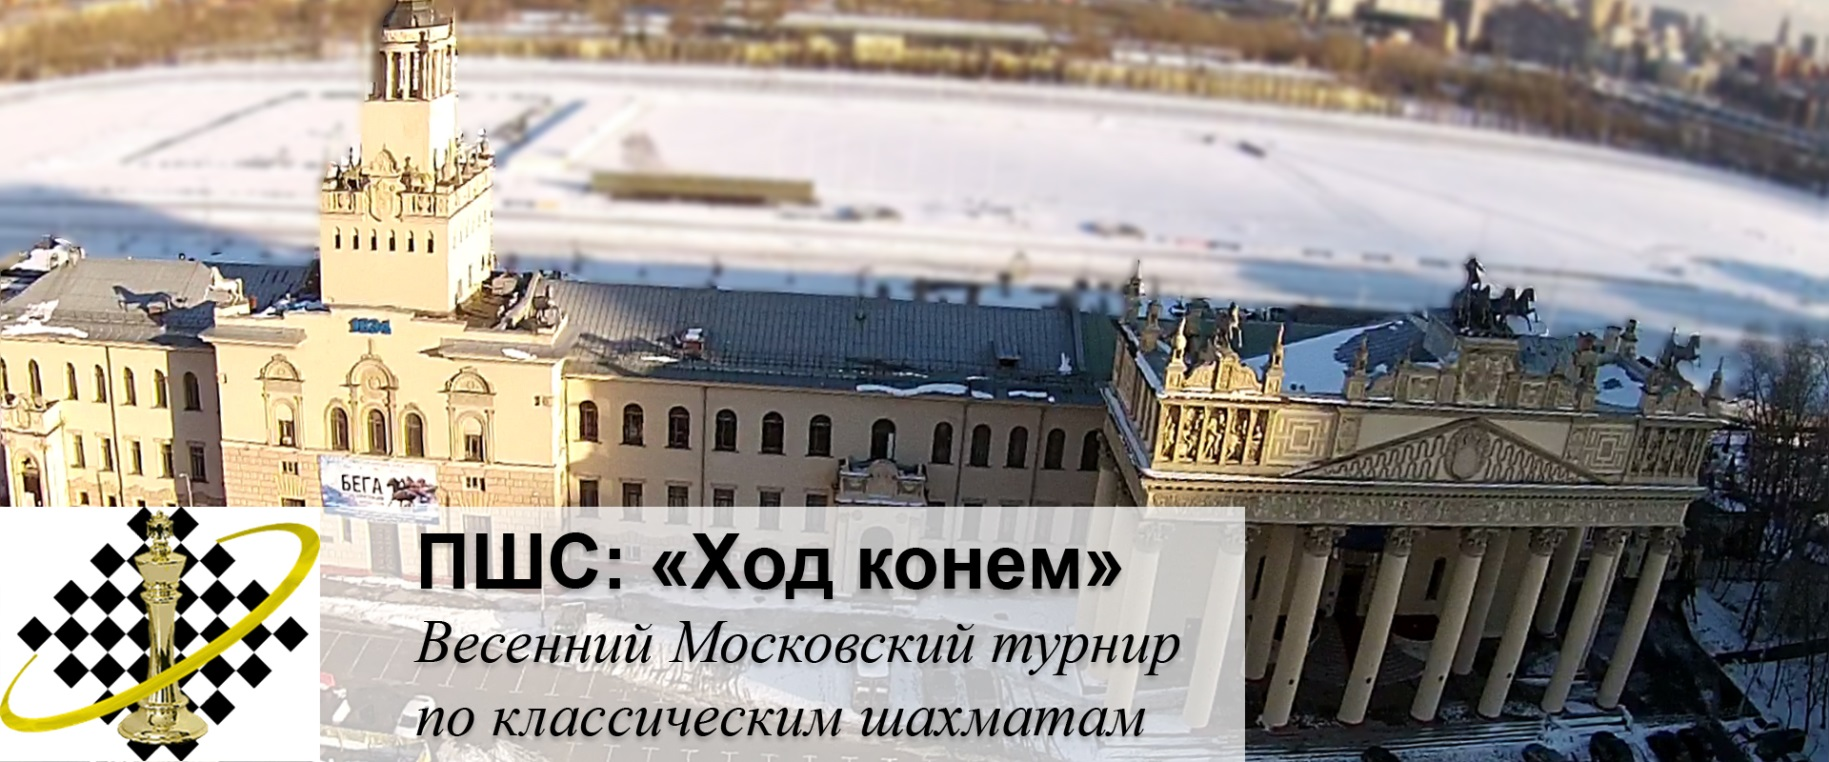 1834
БЕГА
ПШС: «Ход конем»
Весенний Московский турнир
по классическим шахматам